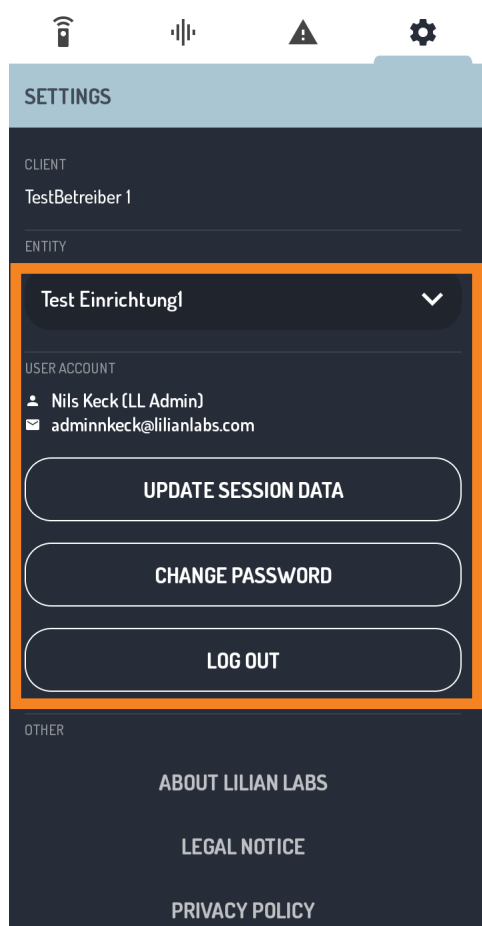 SETTINGS
CLIENT
TestBetreiber 1
ENTITY
Test Einrichtung1
USER ACCOUNT
Nils Keck (LL Admin)
adminnkeck@lilianlabs.com
UPDATE SESSION DATA
CHANGE PASSWORD
LOG OUT
OTHER
ABOUT LILIAN LABS
LEGAL NOTICE
PRIVACY POLICY